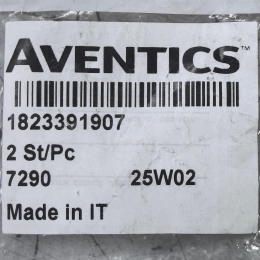 AVENTICS™
1823391907
2 St/Pc
7290 25W02
Made in IT